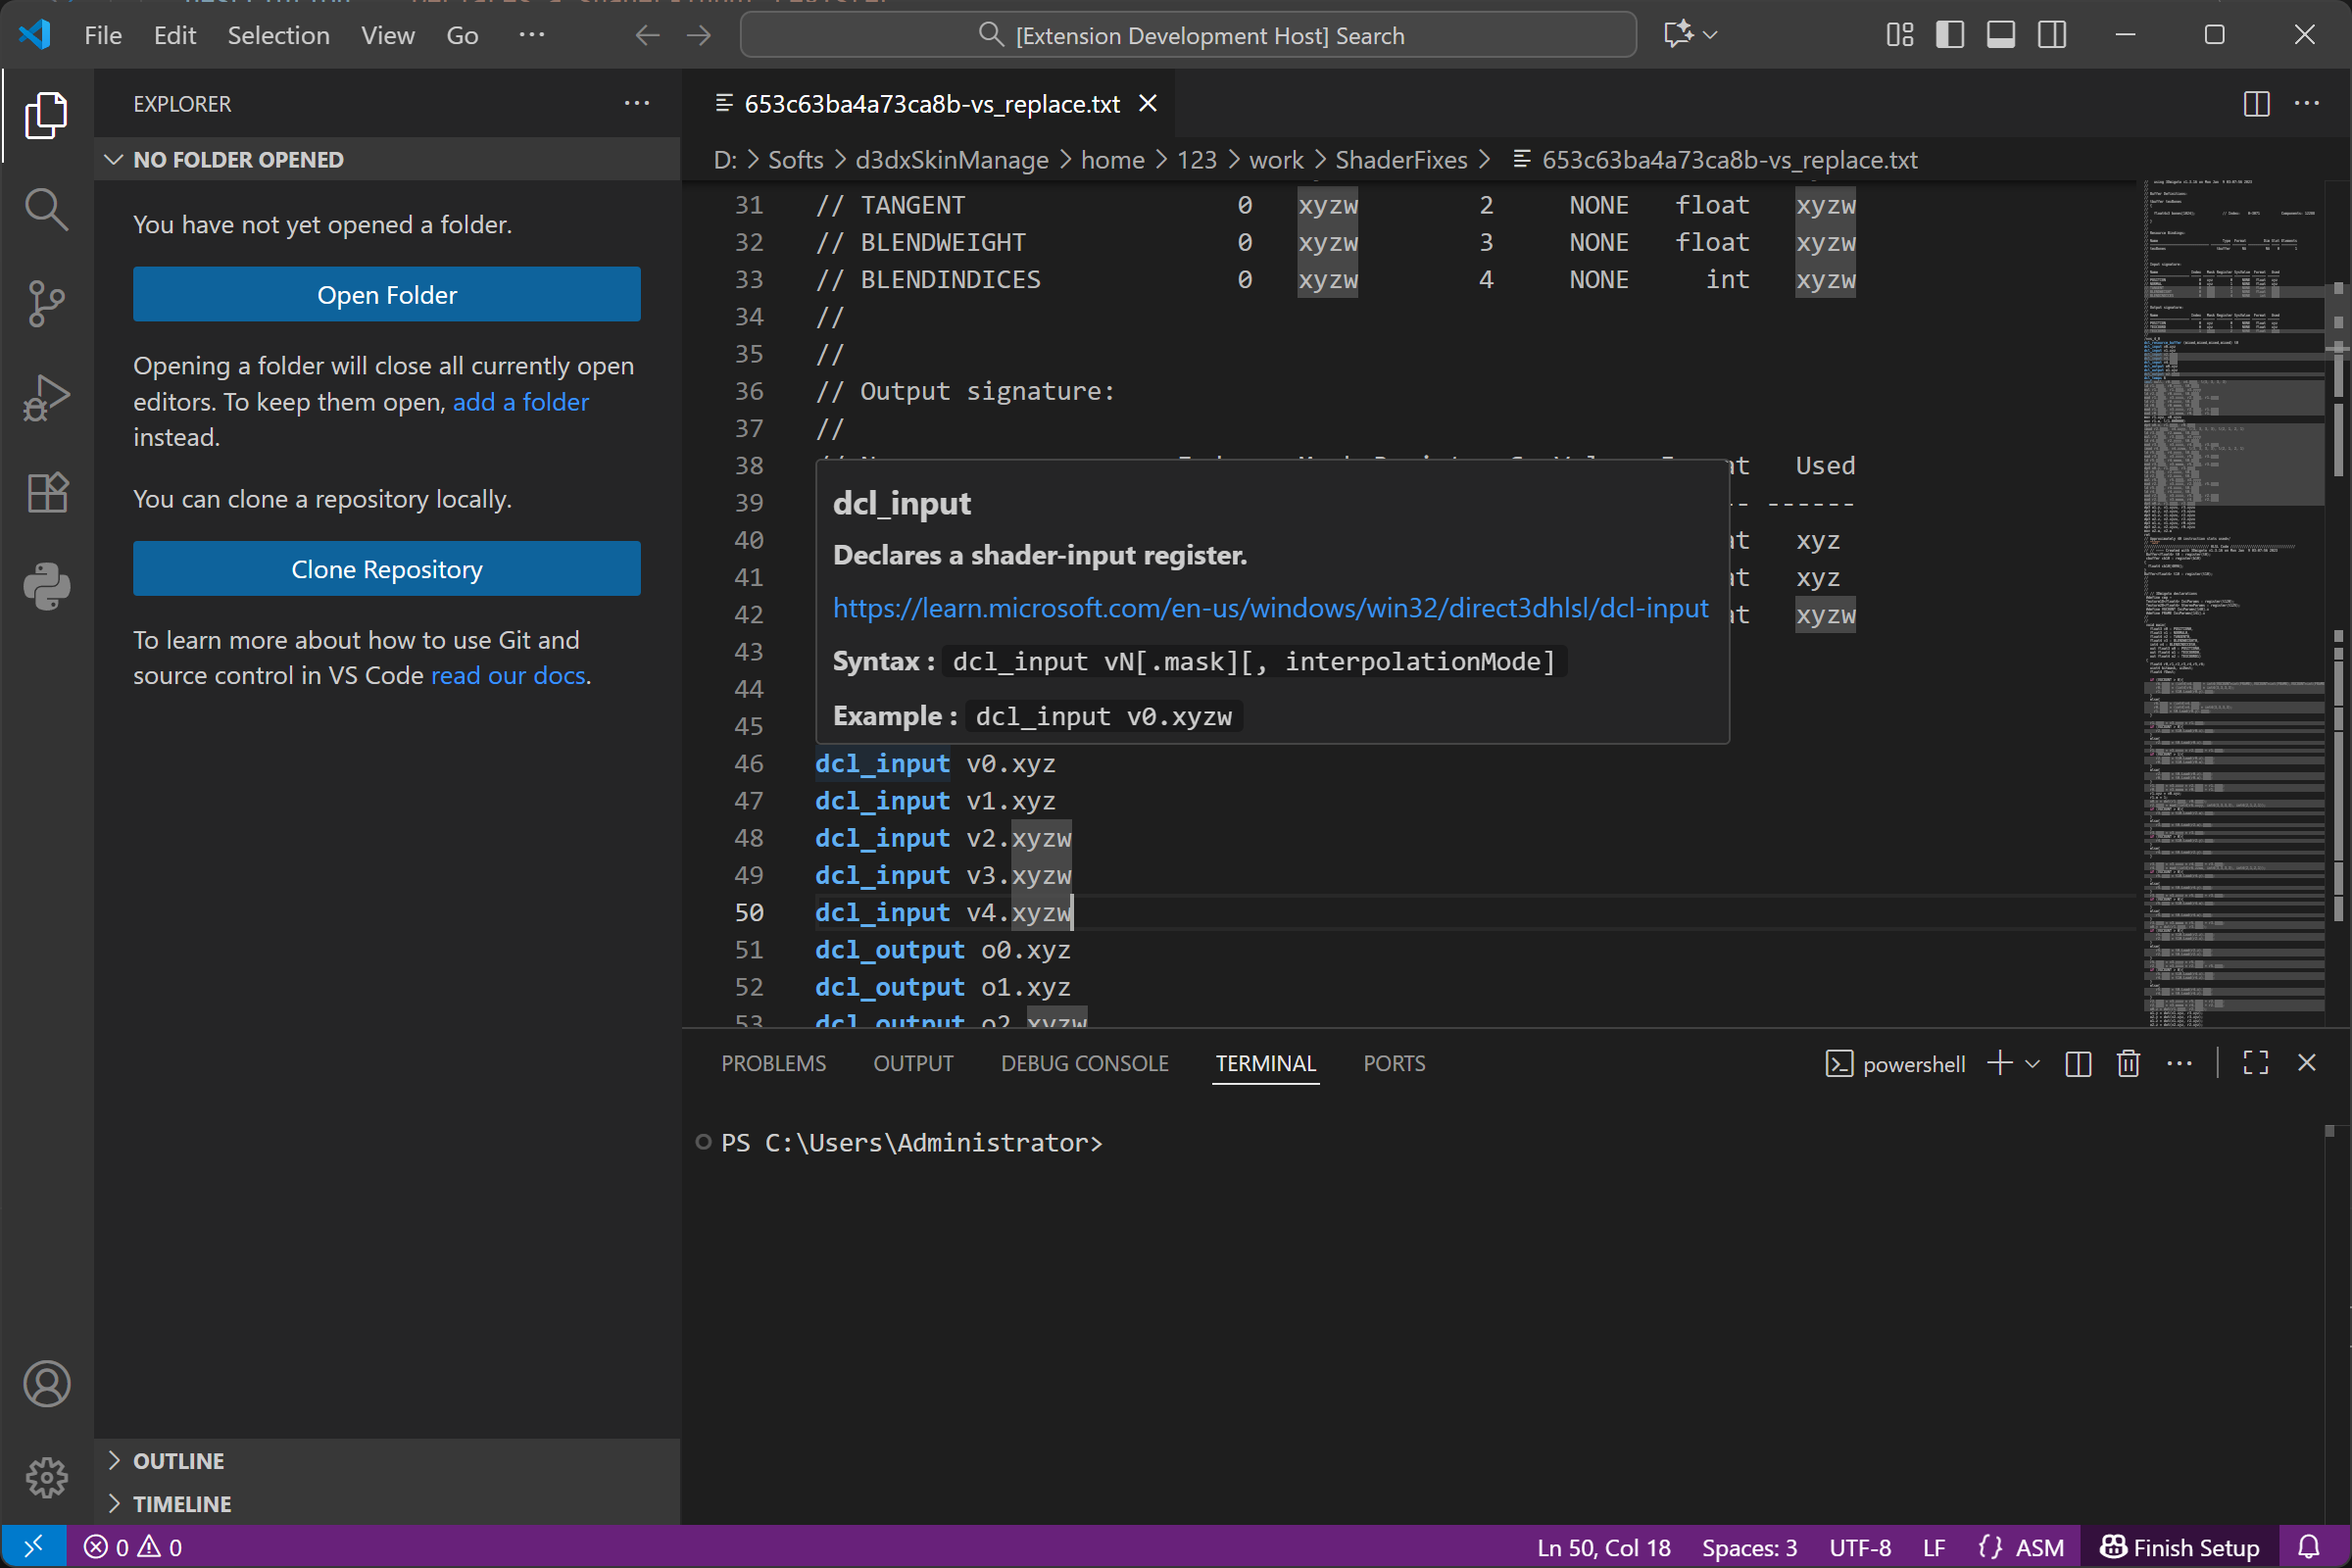 File Edit Selection View Go ···
[Extension Development Host] Search
EXPLORER
NO FOLDER OPENED
You have not yet opened a folder.
Open Folder
Opening a folder will close all currently open
editors. To keep them open, add a folder
instead.
You can clone a repository locally.
Clone Repository
To learn more about how to use Git and
source control in VS Code read our docs.
OUTLINE
TIMELINE
653c63ba4a73ca8b-vs_replace.txt
D: > Softs > d3dxSkinManage > home > 123 > work > ShaderFixes > 653c63ba4a73ca8b-vs_replace.txt
31 // TANGENT 0 xyzw 2 NONE float xyzw
32 // BLENDWEIGHT 0 xyzw 3 NONE float xyzw
33 // BLENDINDICES 0 xyzw 4 NONE int xyzw
34 //
35 //
36 // Output signature:
37 //
38 at Used
39 -- ------
40 at xyz
41 at xyz
42 at xyzw
43
44
45
dcl_input
Declares a shader-input register.
https://learn.microsoft.com/en-us/windows/win32/direct3dhlsl/dcl-input
Syntax : dcl_input vN[.mask][, interpolationMode]
Example : dcl_input v0.xyzw
46 dcl_input v0.xyz
47 dcl_input v1.xyz
48 dcl_input v2.xyzw
49 dcl_input v3.xyzw
50 dcl_input v4.xyzw
51 dcl_output o0.xyz
52 dcl_output o1.xyz
53 dcl_output o2.xyzw
PROBLEMS OUTPUT DEBUG CONSOLE TERMINAL PORTS
powershell
PS C:\Users\Administrator>
0 0
Ln 50, Col 18 Spaces: 3 UTF-8 LF {} ASM Finish Setup